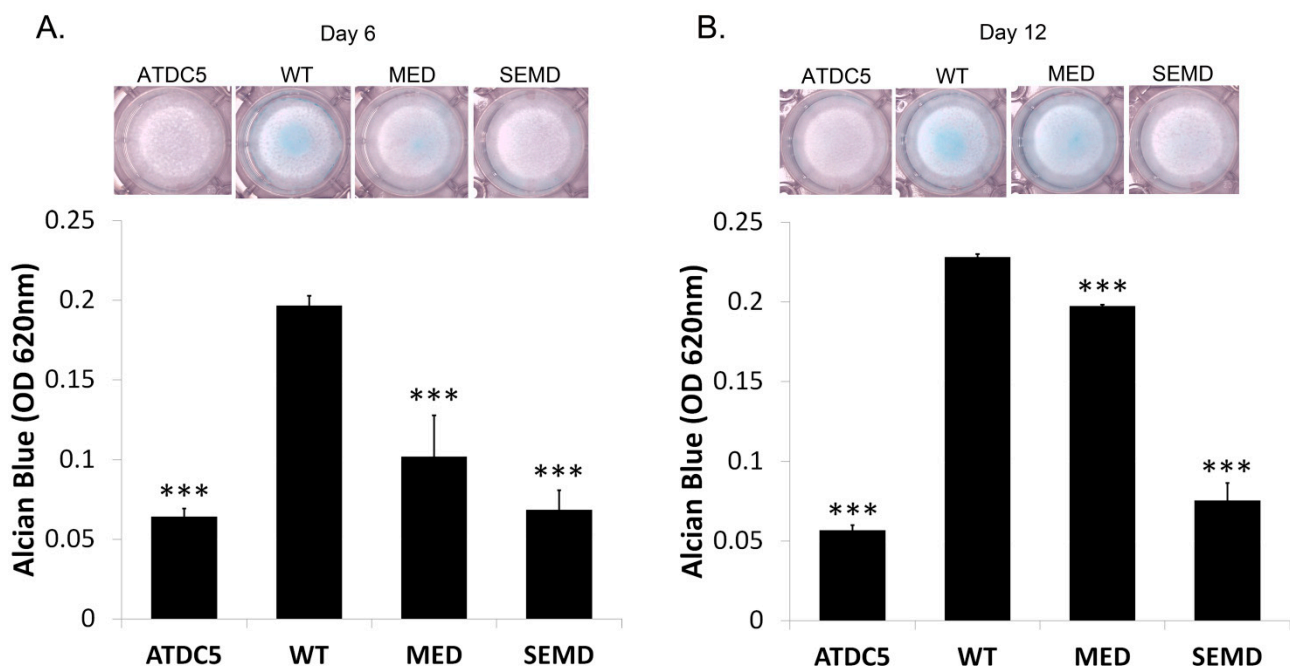 A.
Day 6
ATDC5 WT MED SEMD
Alcian Blue (OD 620nm)
0.25
0.2
0.15
0.1
0.05
0
***
***
***
ATDC5 WT MED SEMD
B.
Day 12
ATDC5 WT MED SEMD
Alcian Blue (OD 620nm)
0.25
0.2
0.15
0.1
0.05
0
***
***
***
ATDC5 WT MED SEMD